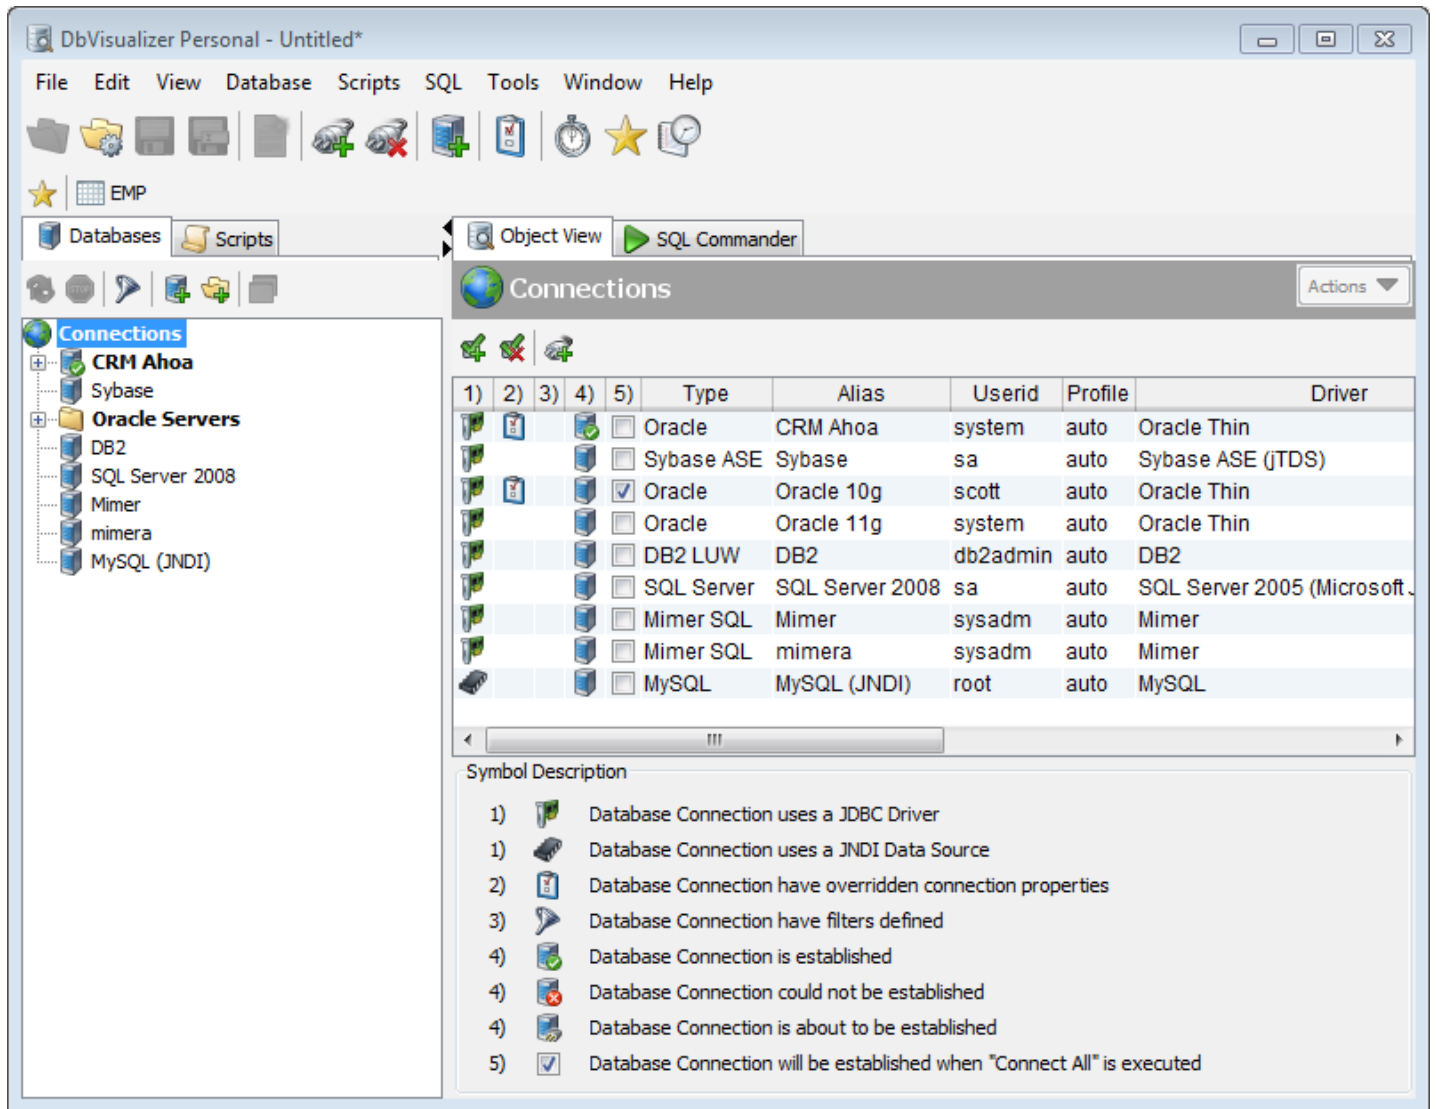 DbVisualizer Personal - Untitled*
File Edit View Database Scripts SQL Tools Window Help
EMP
Databases Scripts
Object View SQL Commander
STOP
Connections Actions
Connections
CRM Ahoa
Sybase
Oracle Servers
DB2
SQL Server 2008
Mimer
mimera
MySQL (JNDI)
1) 2) 3) 4) 5) Type Alias Userid Profile Driver
Oracle CRM Ahoa system auto Oracle Thin
Sybase ASE Sybase sa auto Sybase ASE (jTDS)
Oracle Oracle 10g scott auto Oracle Thin
Oracle Oracle 11g system auto Oracle Thin
DB2 LUW DB2 db2admin auto DB2
SQL Server SQL Server 2008 sa auto SQL Server 2005 (Microsoft J
Mimer SQL Mimer sysadm auto Mimer
Mimer SQL mimera sysadm auto Mimer
MySQL MySQL (JNDI) root auto MySQL
Symbol Description
1) Database Connection uses a JDBC Driver
1) Database Connection uses a JNDI Data Source
2) Database Connection have overridden connection properties
3) Database Connection have filters defined
4) Database Connection is established
4) Database Connection could not be established
4) Database Connection is about to be established
5) Database Connection will be established when "Connect All" is executed